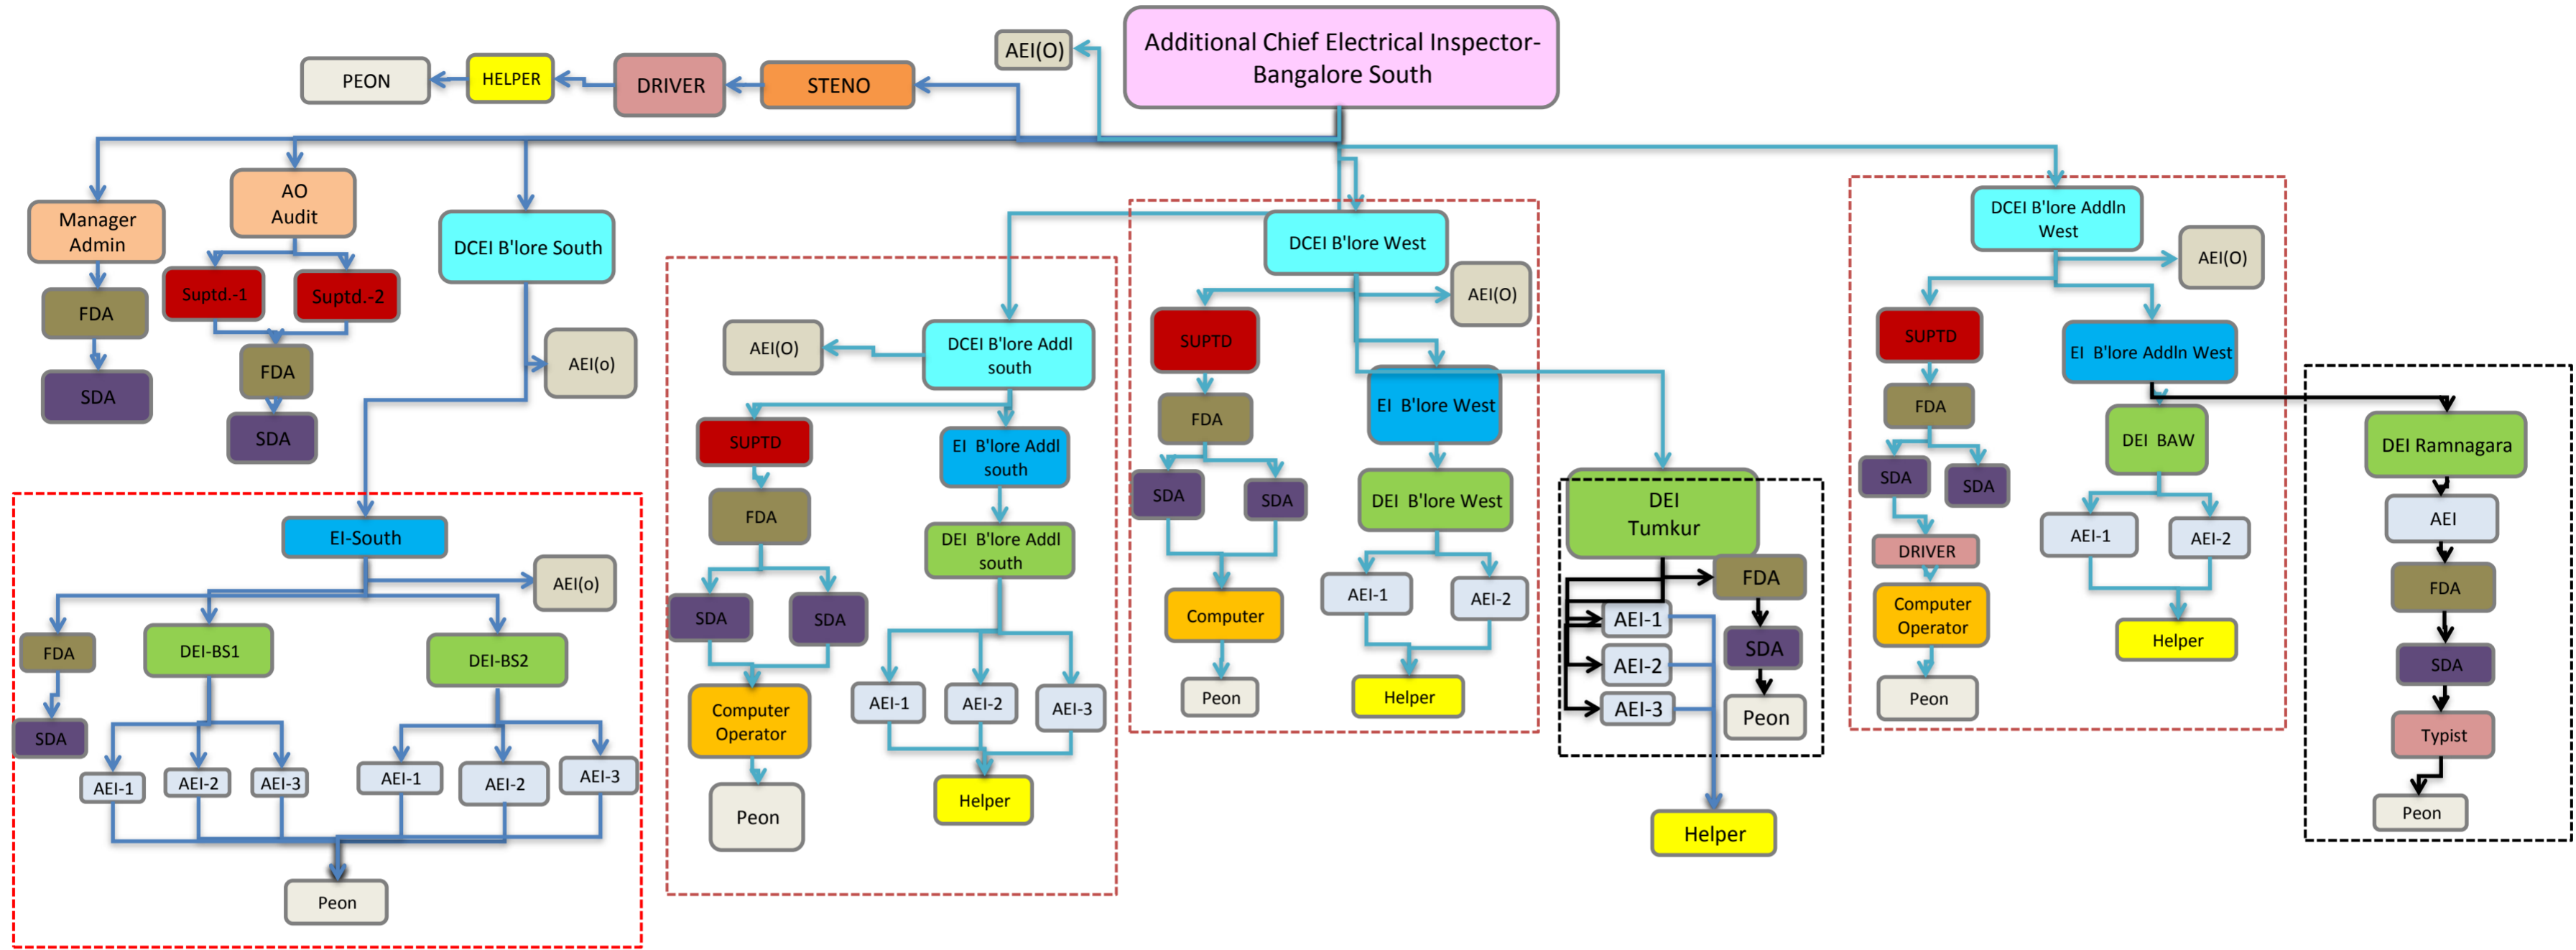 Additional Chief Electrical Inspector-
Bangalore South
AEI(O)
STENO
DRIVER
HELPER
PEON
Manager
Admin
FDA
SDA
AO
Audit
Suptd.-1
Suptd.-2
FDA
SDA
DCEI B'lore South
AEI(o)
EI-South
AEI(o)
FDA
SDA
DEI-BS1
AEI-1
AEI-2
AEI-3
DEI-BS2
AEI-1
AEI-2
AEI-3
Peon
DCEI B'lore Addl
south
AEI(O)
SUPTD
FDA
SDA
SDA
Computer
Operator
Peon
EI B'lore Addl
south
DEI B'lore Addl
south
AEI-1
AEI-2
AEI-3
Helper
DCEI B'lore West
AEI(O)
SUPTD
FDA
SDA
SDA
Computer
Peon
EI B'lore West
DEI B'lore West
AEI-1
AEI-2
Helper
DEI
Tumkur
FDA
SDA
Peon
AEI-1
AEI-2
AEI-3
Helper
DCEI B'lore Addln
West
AEI(O)
SUPTD
FDA
SDA
SDA
DRIVER
Computer
Operator
Peon
EI B'lore Addln West
DEI BAW
AEI-1
AEI-2
Helper
DEI Ramnagara
AEI
FDA
SDA
Typist
Peon